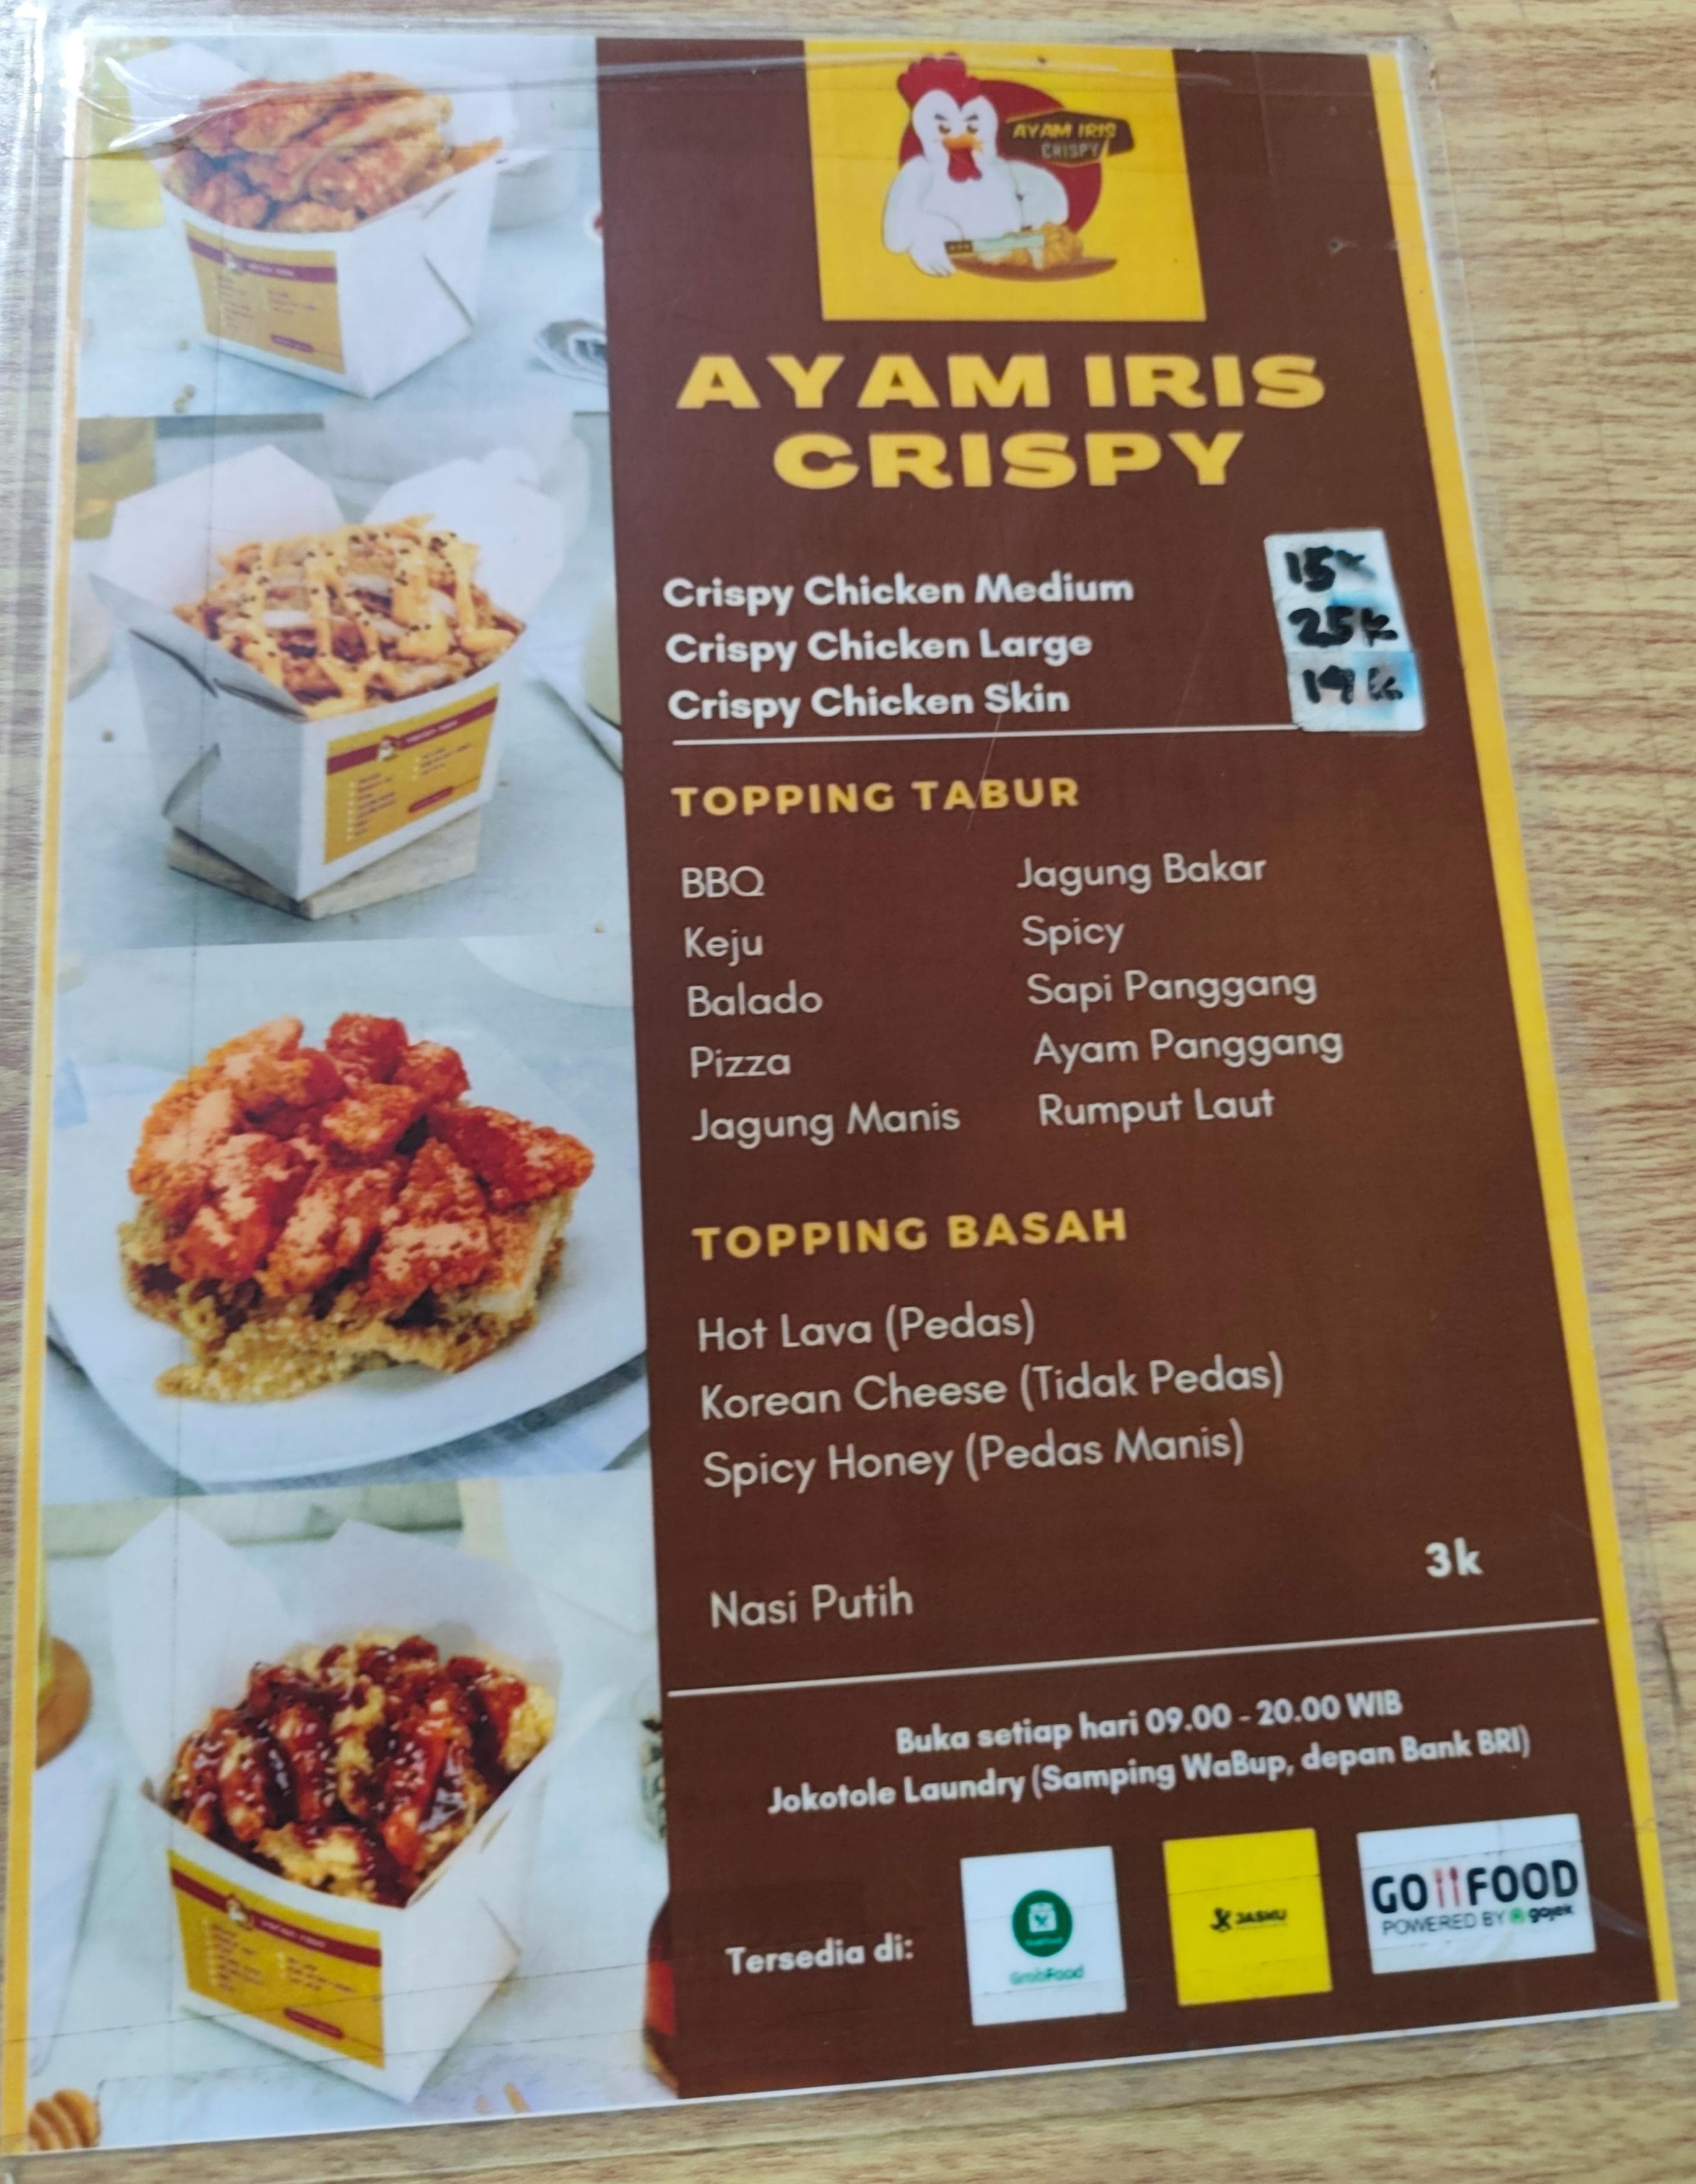 AYAM IRIS
CRISPY
AYAM IRIS
CRISPY
Crispy Chicken Medium 15K
Crispy Chicken Large 25k
Crispy Chicken Skin
TOPPING TABUR
BBQ Jagung Bakar
Keju Spicy
Balado Sapi Panggang
Pizza Ayam Panggang
Jagung Manis Rumput Laut
TOPPING BASAH
Hot Lava (Pedas)
Korean Cheese (Tidak Pedas)
Spicy Honey (Pedas Manis)
Nasi Putih 3k
Buka setiap hari 09.00 - 20.00 WIB
Jokotole Laundry (Samping WaBup, depan Bank BRI)
Tersedia di:
GrabFood
GO FOOD
POWERED BY gojek